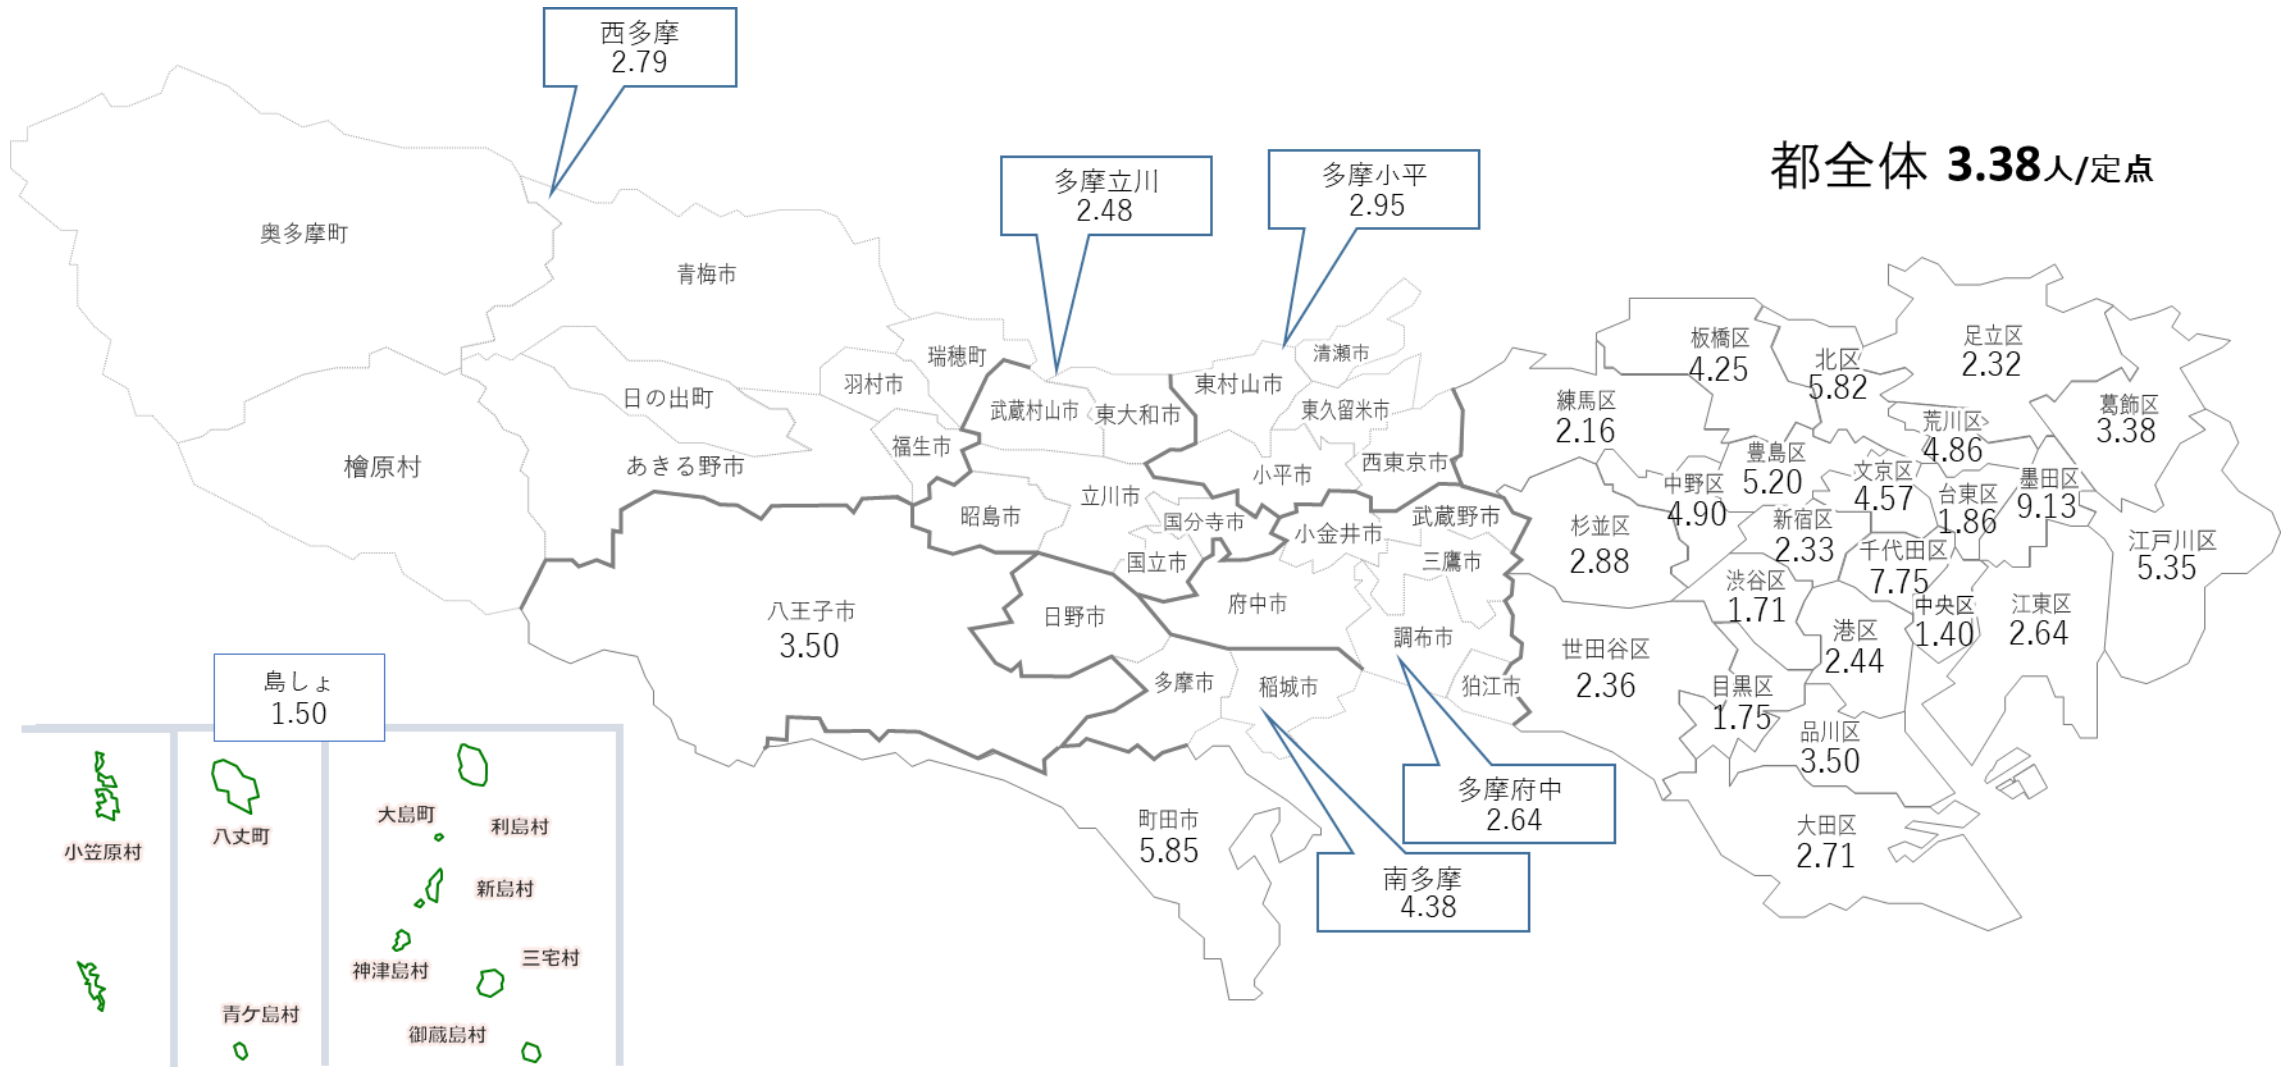 西多摩
2.79
多摩立川
2.48
多摩小平
2.95
都全体 3.38人/定点
奥多摩町
青梅市
瑞穂町
羽村市
日の出町
福生市
あきる野市
檜原村
武蔵村山市
東大和市
東村山市
清瀬市
東久留米市
小平市
西東京市
昭島市
立川市
国分寺市
国立市
小金井市
武蔵野市
三鷹市
府中市
調布市
狛江市
八王子市
3.50
日野市
多摩市
稲城市
町田市
5.85
多摩府中
2.64
南多摩
4.38
板橋区
4.25
北区
5.82
足立区
2.32
葛飾区
3.38
練馬区
2.16
荒川区
4.86
豊島区
5.20
文京区
4.57
台東区
1.86
墨田区
9.13
中野区
4.90
杉並区
2.88
新宿区
2.33
千代田区
7.75
江戸川区
5.35
渋谷区
1.71
中央区
1.40
江東区
2.64
世田谷区
2.36
港区
2.44
目黒区
1.75
品川区
3.50
大田区
2.71
島しょ
1.50
小笠原村
八丈町
青ケ島村
大島町
利島村
新島村
神津島村
三宅村
御蔵島村